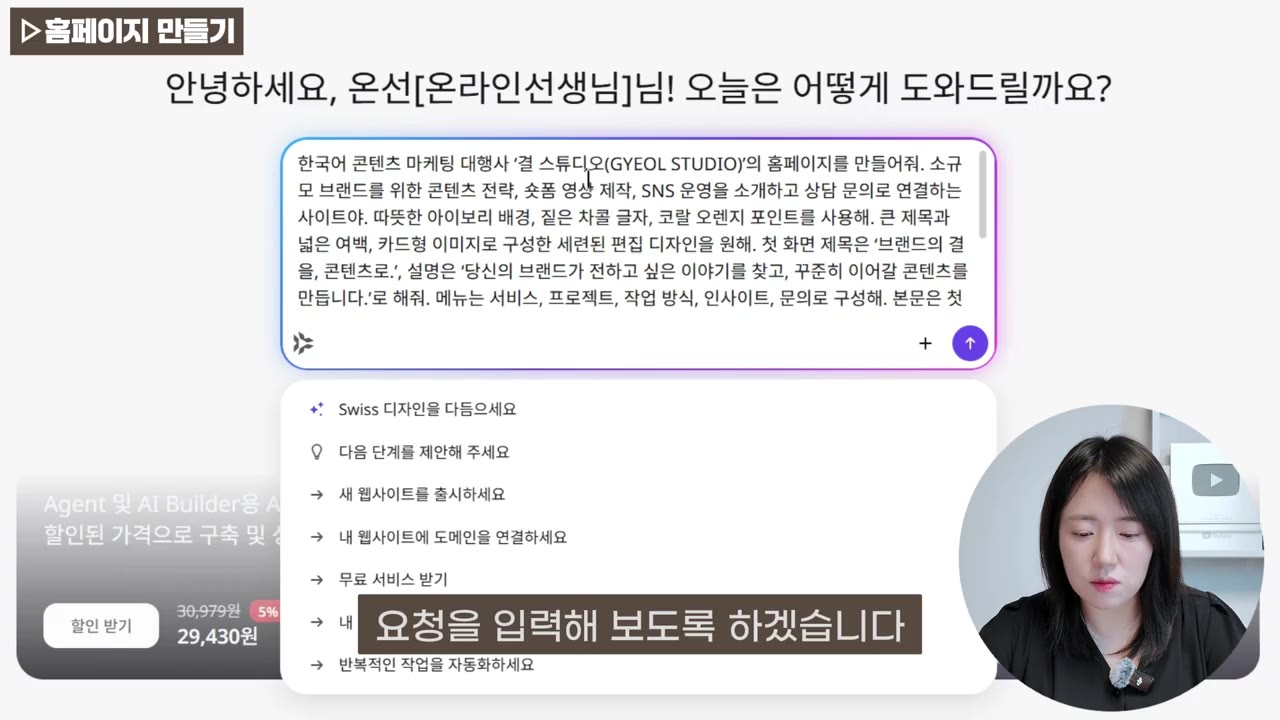 ▷홈페이지 만들기
안녕하세요, 온선[온라인선생님]님! 오늘은 어떻게 도와드릴까요?
한국어 콘텐츠 마케팅 대행사 ‘결 스튜디오(GYEOL STUDIO)’의 홈페이지를 만들어줘. 소규
모 브랜드를 위한 콘텐츠 전략, 숏폼 영상 제작, SNS 운영을 소개하고 상담 문의로 연결하는
사이트야. 따뜻한 아이보리 배경, 짙은 차콜 글자, 코랄 오렌지 포인트를 사용해. 큰 제목과
넓은 여백, 카드형 이미지로 구성한 세련된 편집 디자인을 원해. 첫 화면 제목은 ‘브랜드의 결
을, 콘텐츠로.’, 설명은 ‘당신의 브랜드가 전하고 싶은 이야기를 찾고, 꾸준히 이어갈 콘텐츠를
만듭니다.’로 해줘. 메뉴는 서비스, 프로젝트, 작업 방식, 인사이트, 문의로 구성해. 본문은 첫
Swiss 디자인을 다듬으세요
다음 단계를 제안해 주세요
새 웹사이트를 출시하세요
내 웹사이트에 도메인을 연결하세요
무료 서비스 받기
내
반복적인 작업을 자동화하세요
Agent 및 AI Builder용 A
할인된 가격으로 구축 및
할인 받기
30,979원 5%
29,430원
요청을 입력해 보도록 하겠습니다